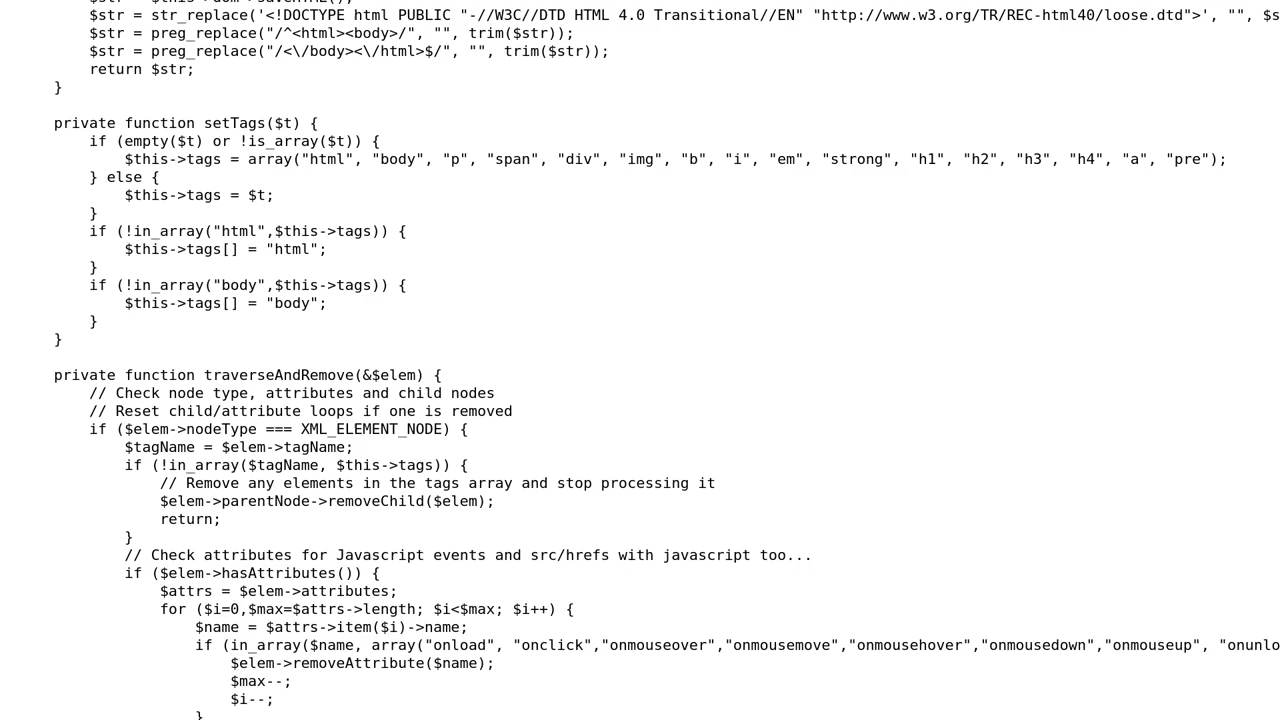 $str = str_replace('<!DOCTYPE html PUBLIC "-//W3C//DTD HTML 4.0 Transitional//EN" "http://www.w3.org/TR/REC-html40/loose.dtd">', "", $s
$str = preg_replace("/^<html><body>/", "", trim($str));
$str = preg_replace("/<\/body><\/html>$/", "", trim($str));
return $str;
}
private function setTags($t) {
if (empty($t) or !is_array($t)) {
$this->tags = array("html", "body", "p", "span", "div", "img", "b", "i", "em", "strong", "h1", "h2", "h3", "h4", "a", "pre");
} else {
$this->tags = $t;
}
if (!in_array("html",$this->tags)) {
$this->tags[] = "html";
}
if (!in_array("body",$this->tags)) {
$this->tags[] = "body";
}
}
private function traverseAndRemove(&$elem) {
// Check node type, attributes and child nodes
// Reset child/attribute loops if one is removed
if ($elem->nodeType === XML_ELEMENT_NODE) {
$tagName = $elem->tagName;
if (!in_array($tagName, $this->tags)) {
// Remove any elements in the tags array and stop processing it
$elem->parentNode->removeChild($elem);
return;
}
// Check attributes for Javascript events and src/hrefs with javascript too...
if ($elem->hasAttributes()) {
$attrs = $elem->attributes;
for ($i=0,$max=$attrs->length; $i<$max; $i++) {
$name = $attrs->item($i)->name;
if (in_array($name, array("onload", "onclick","onmouseover","onmousemove","onmousehover","onmousedown","onmouseup", "onunlo
$elem->removeAttribute($name);
$max--;
$i--;
}